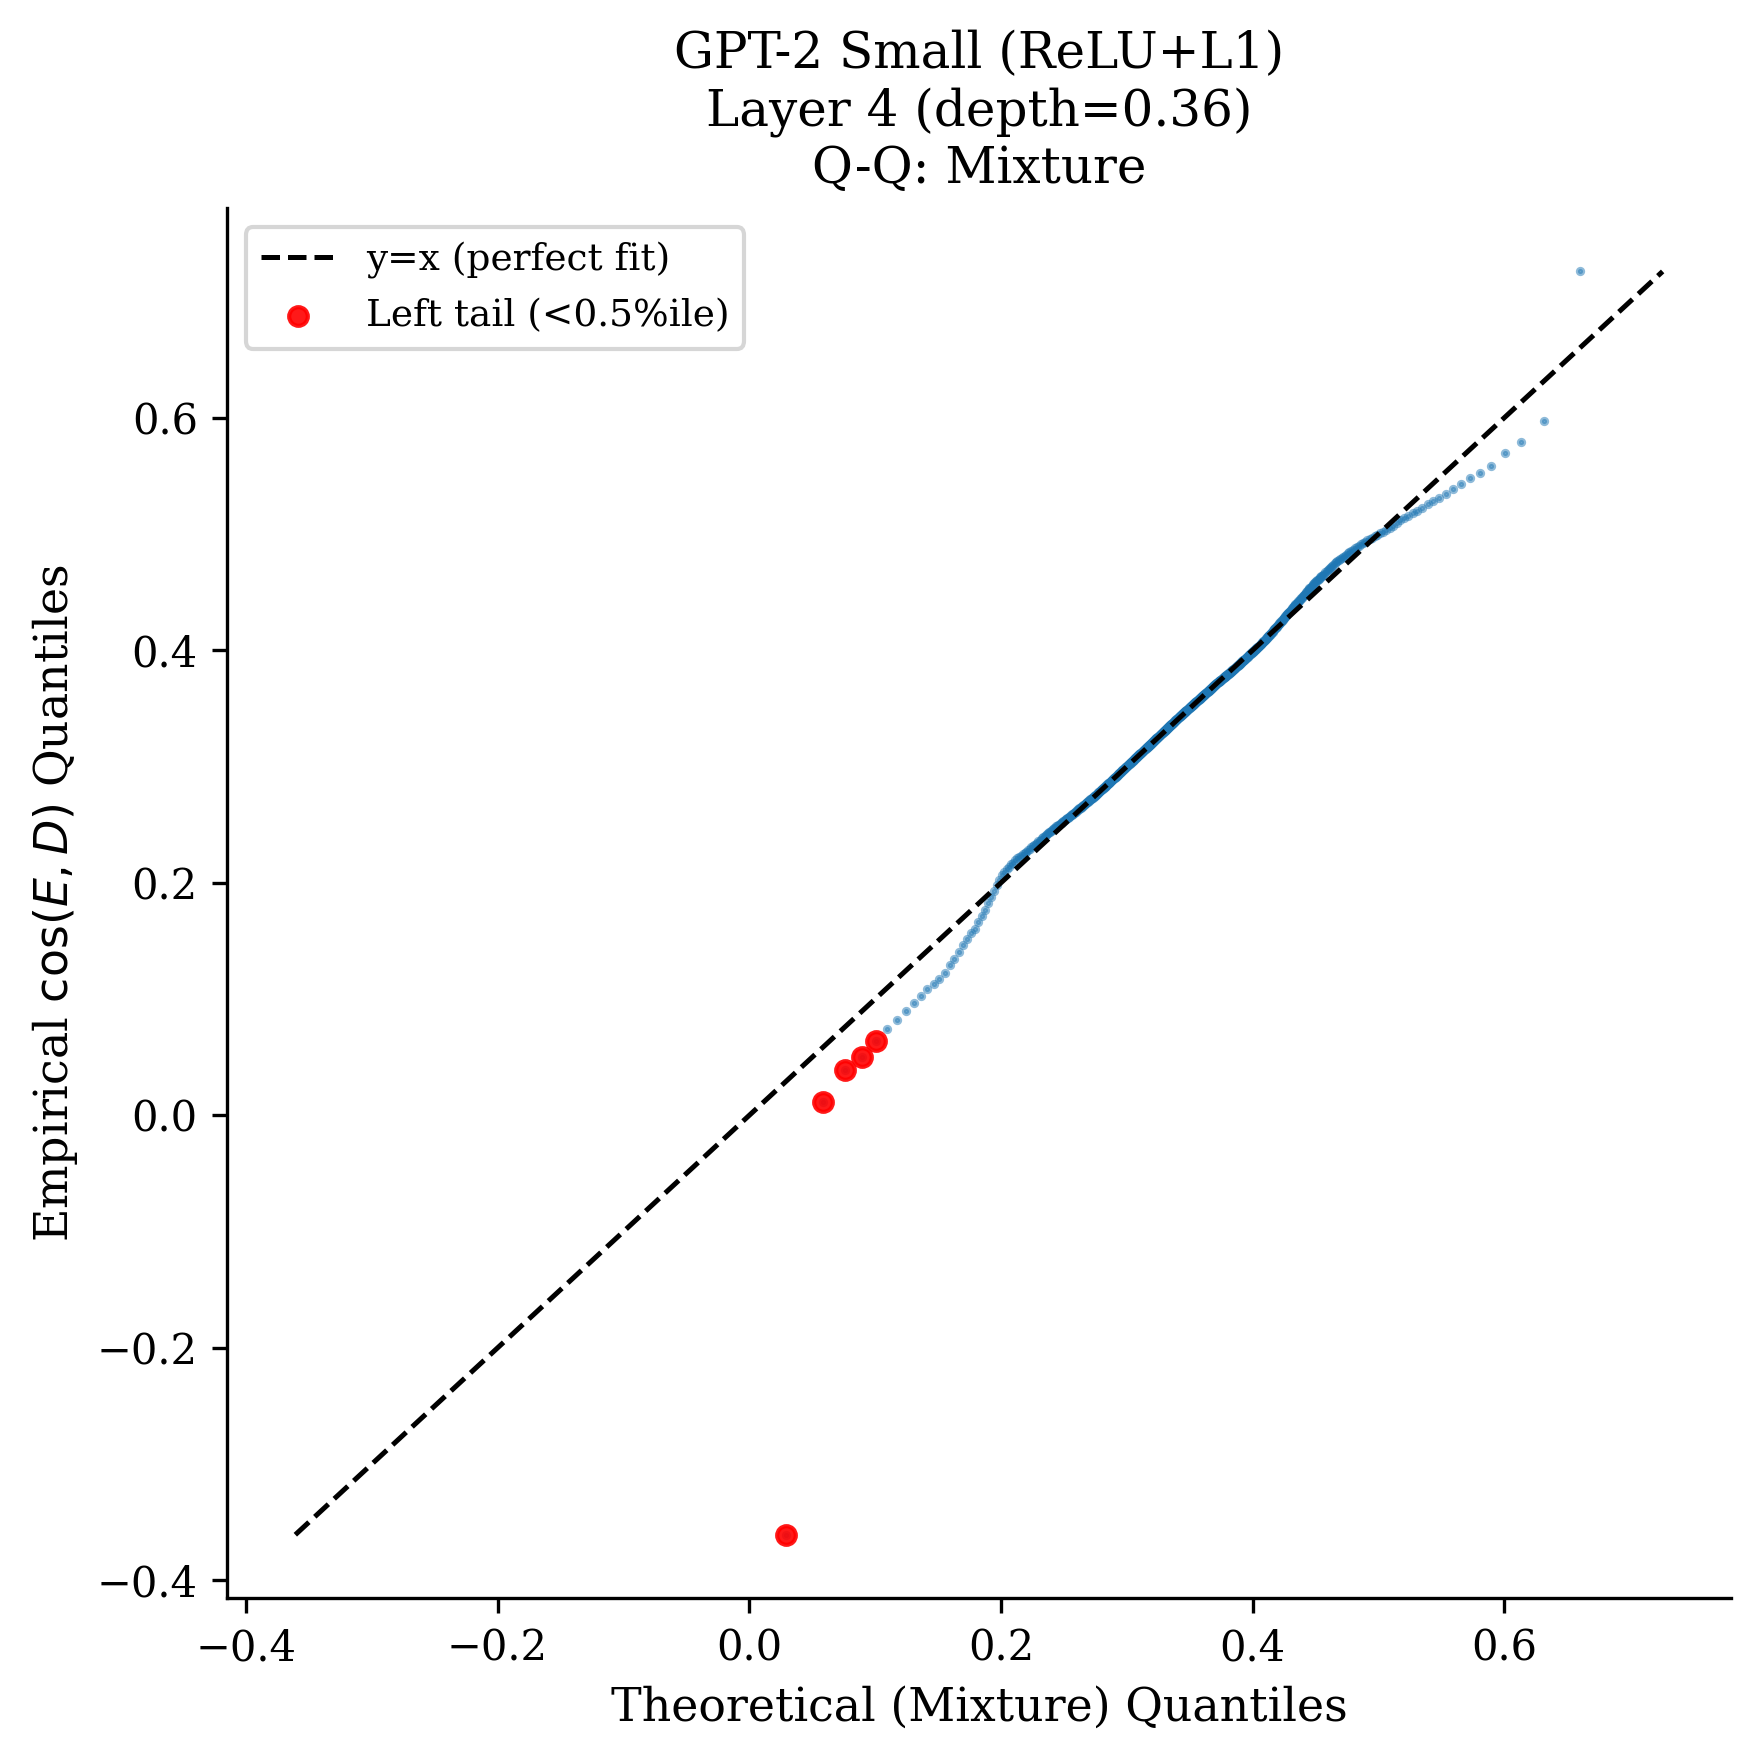 GPT-2 Small (ReLU+L1)
Layer 4 (depth=0.36)
Q-Q: Mixture
y=x (perfect fit)
Left tail (<0.5%ile)
Empirical cos(E, D) Quantiles
0.6
0.4
0.2
0.0
−0.2
−0.4
−0.4 −0.2 0.0 0.2 0.4 0.6
Theoretical (Mixture) Quantiles